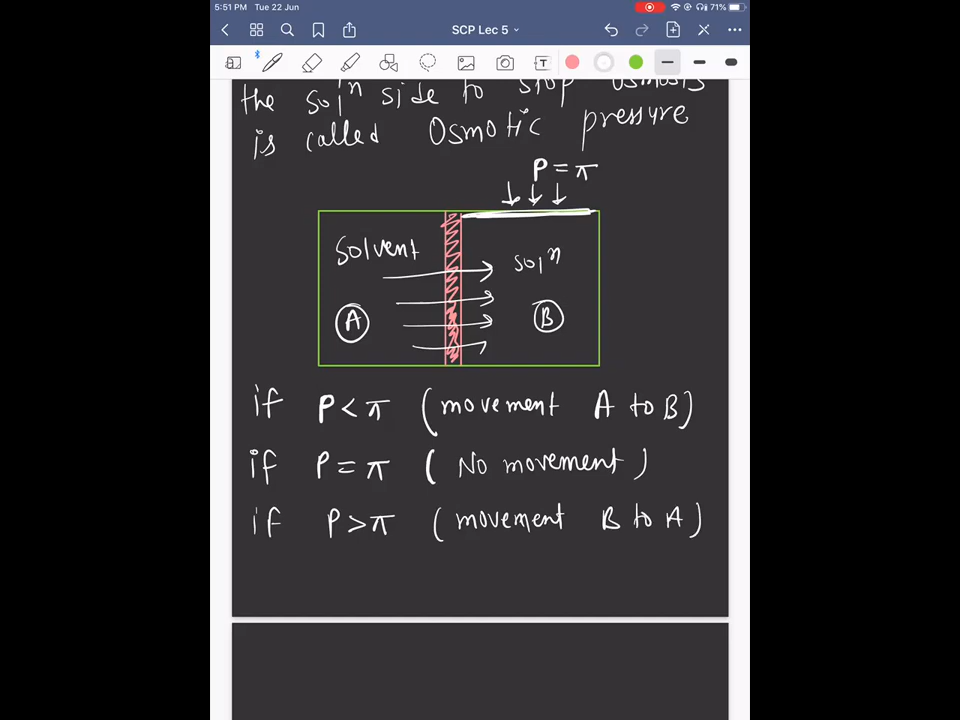 5:51 PM Tue 22 Jun
71%
SCP Lec 5
T
the solⁿ side to stop osmosis
is called Osmotic pressure
P = π
Solvent solⁿ
A B
if P < π (movement A to B)
if P = π ( No movement )
if P > π (movement B to A)